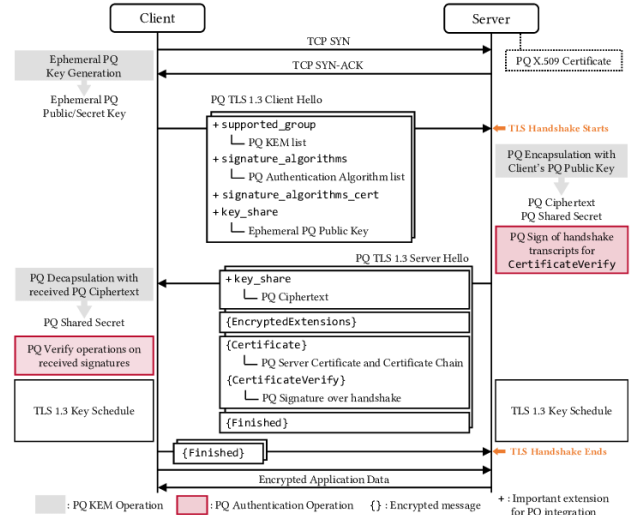 Client
Server
TCP SYN
PQ X.509 Certificate
Ephemeral PQ
Key Generation
TCP SYN-ACK
Ephemeral PQ
Public/Secret Key
PQ TLS 1.3 Client Hello
+ supported_group
PQ KEM list
+ signature_algorithms
PQ Authentication Algorithm list
+ signature_algorithms_cert
+ key_share
Ephemeral PQ Public Key
TLS Handshake Starts
PQ Encapsulation with
Client's PQ Public Key
PQ Ciphertext
PQ Shared Secret
PQ Sign of handshake
transcripts for
CertificateVerify
PQ TLS 1.3 Server Hello
PQ Decapsulation with
received PQ Ciphertext
PQ Shared Secret
PQ Verify operations on
received signatures
+ key_share
PQ Ciphertext
{EncryptedExtensions}
{Certificate}
PQ Server Certificate and Certificate Chain
{CertificateVerify}
PQ Signature over handshake
{Finished}
TLS 1.3 Key Schedule
TLS 1.3 Key Schedule
{Finished}
TLS Handshake Ends
Encrypted Application Data
: PQ KEM Operation
: PQ Authentication Operation
{} : Encrypted message
+ : Important extension
for PQ integration